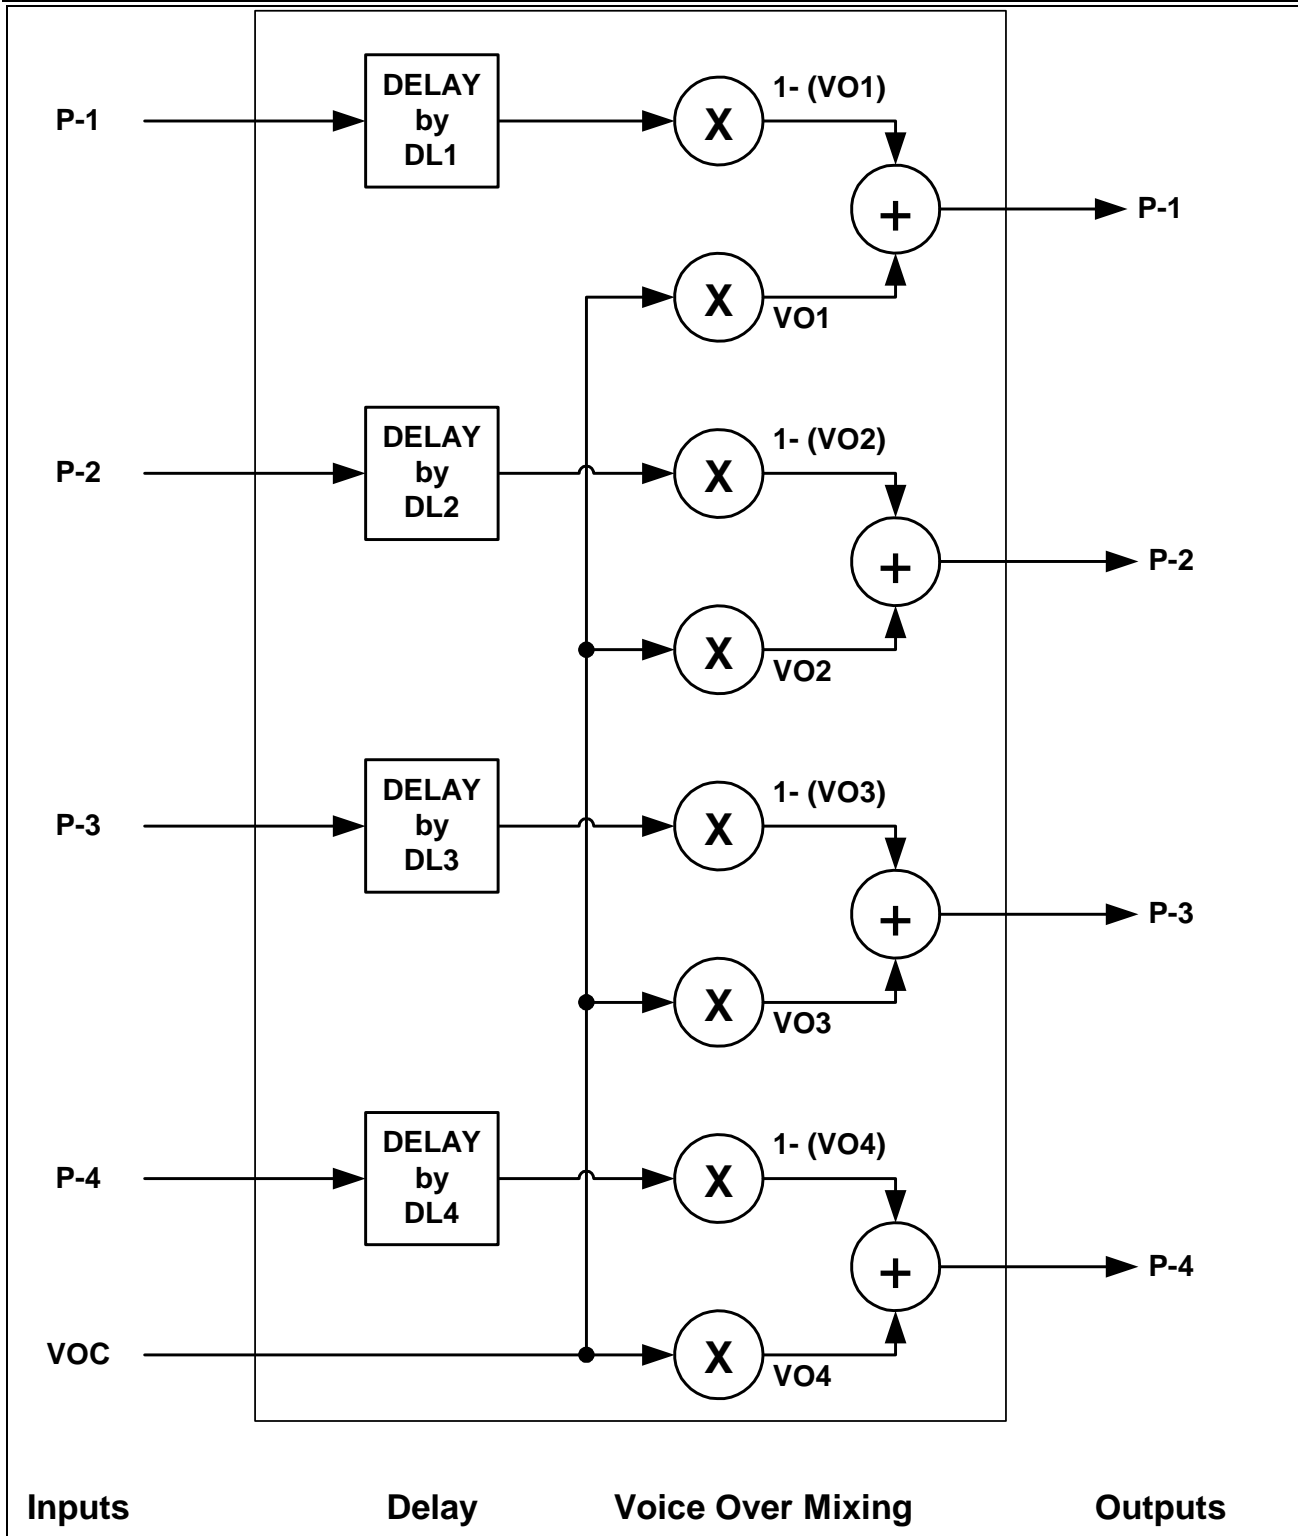 P-1
DELAY
by
DL1
X
1- (VO1)
+
P-1
X
VO1
P-2
DELAY
by
DL2
X
1- (VO2)
+
P-2
X
VO2
P-3
DELAY
by
DL3
X
1- (VO3)
+
P-3
X
VO3
P-4
DELAY
by
DL4
X
1- (VO4)
+
P-4
VOC
X
VO4
Inputs
Delay
Voice Over Mixing
Outputs